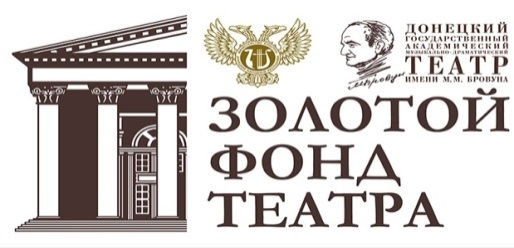 ДОНЕЦКИЙ
ГОСУДАРСТВЕННЫЙ
АКАДЕМИЧЕСКИЙ
МУЗЫКАЛЬНО-ДРАМАТИЧЕСКИЙ
ТЕАТР
ИМЕНИ М.М. БРОВУНА
ЗОЛОТОЙ
ФОНД
ТЕАТРА